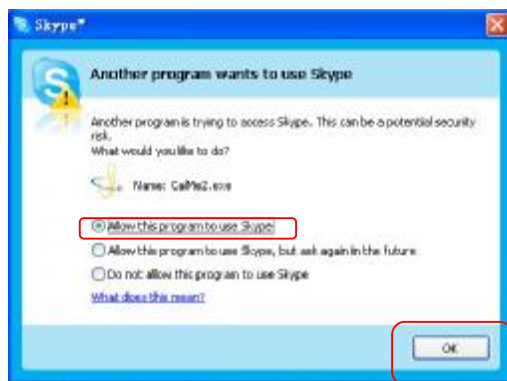 Skype™
Another program wants to use Skype
Another program is trying to access Skype. This can be a potential security
risk.
What would you like to do?
Name: CalMe2.exe
Allow this program to use Skype
Allow this program to use Skype, but ask again in the future
Do not allow this program to use Skype
What does this mean?
OK